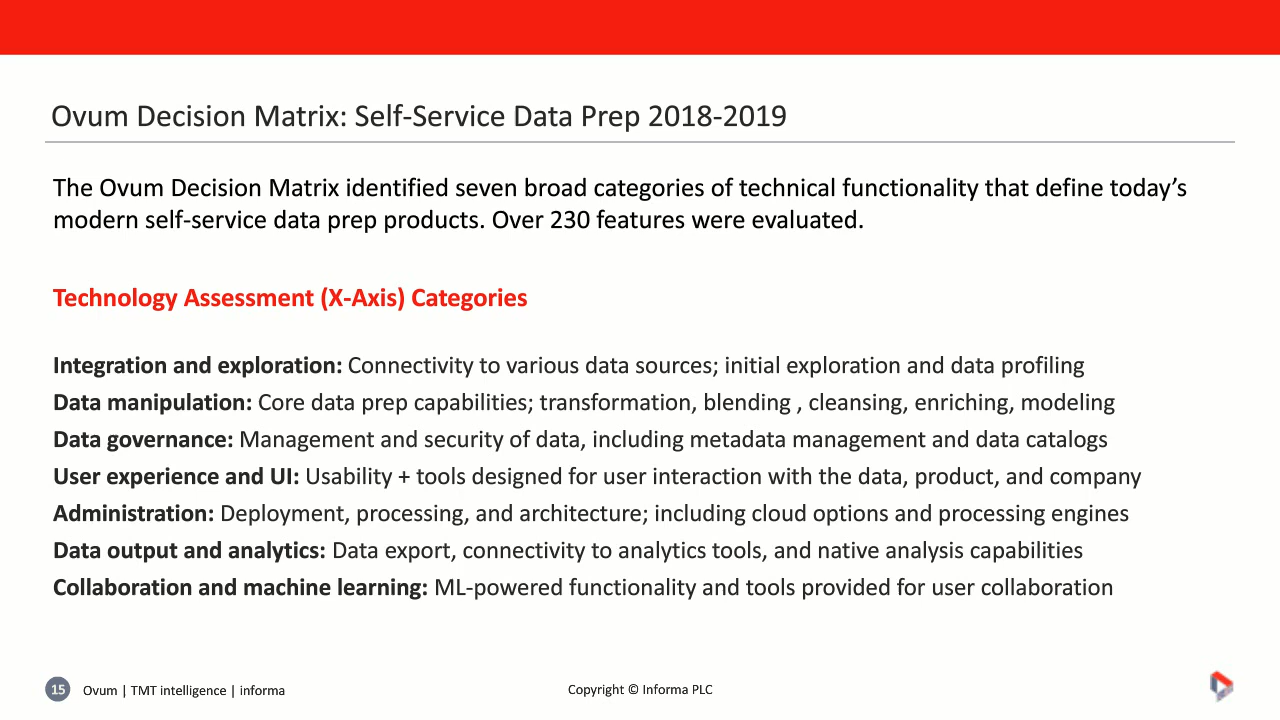 Ovum Decision Matrix: Self-Service Data Prep 2018-2019
The Ovum Decision Matrix identified seven broad categories of technical functionality that define today’s
modern self-service data prep products. Over 230 features were evaluated.
Technology Assessment (X-Axis) Categories
Integration and exploration: Connectivity to various data sources; initial exploration and data profiling
Data manipulation: Core data prep capabilities; transformation, blending , cleansing, enriching, modeling
Data governance: Management and security of data, including metadata management and data catalogs
User experience and UI: Usability + tools designed for user interaction with the data, product, and company
Administration: Deployment, processing, and architecture; including cloud options and processing engines
Data output and analytics: Data export, connectivity to analytics tools, and native analysis capabilities
Collaboration and machine learning: ML-powered functionality and tools provided for user collaboration
15 Ovum | TMT intelligence | informa
Copyright © Informa PLC